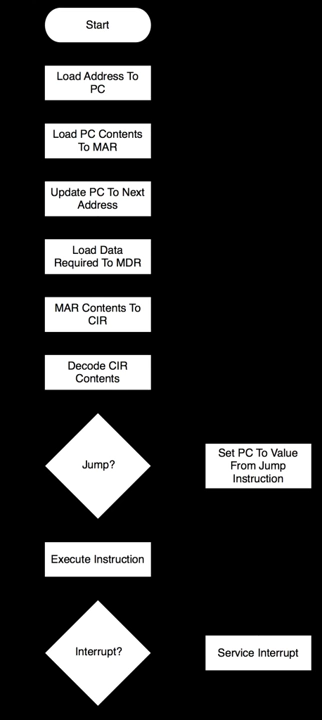 Start
Load Address To
PC
Load PC Contents
To MAR
Update PC To Next
Address
Load Data
Required To MDR
MAR Contents To
CIR
Decode CIR
Contents
Jump?
Set PC To Value
From Jump
Instruction
Execute Instruction
Interrupt?
Service Interrupt